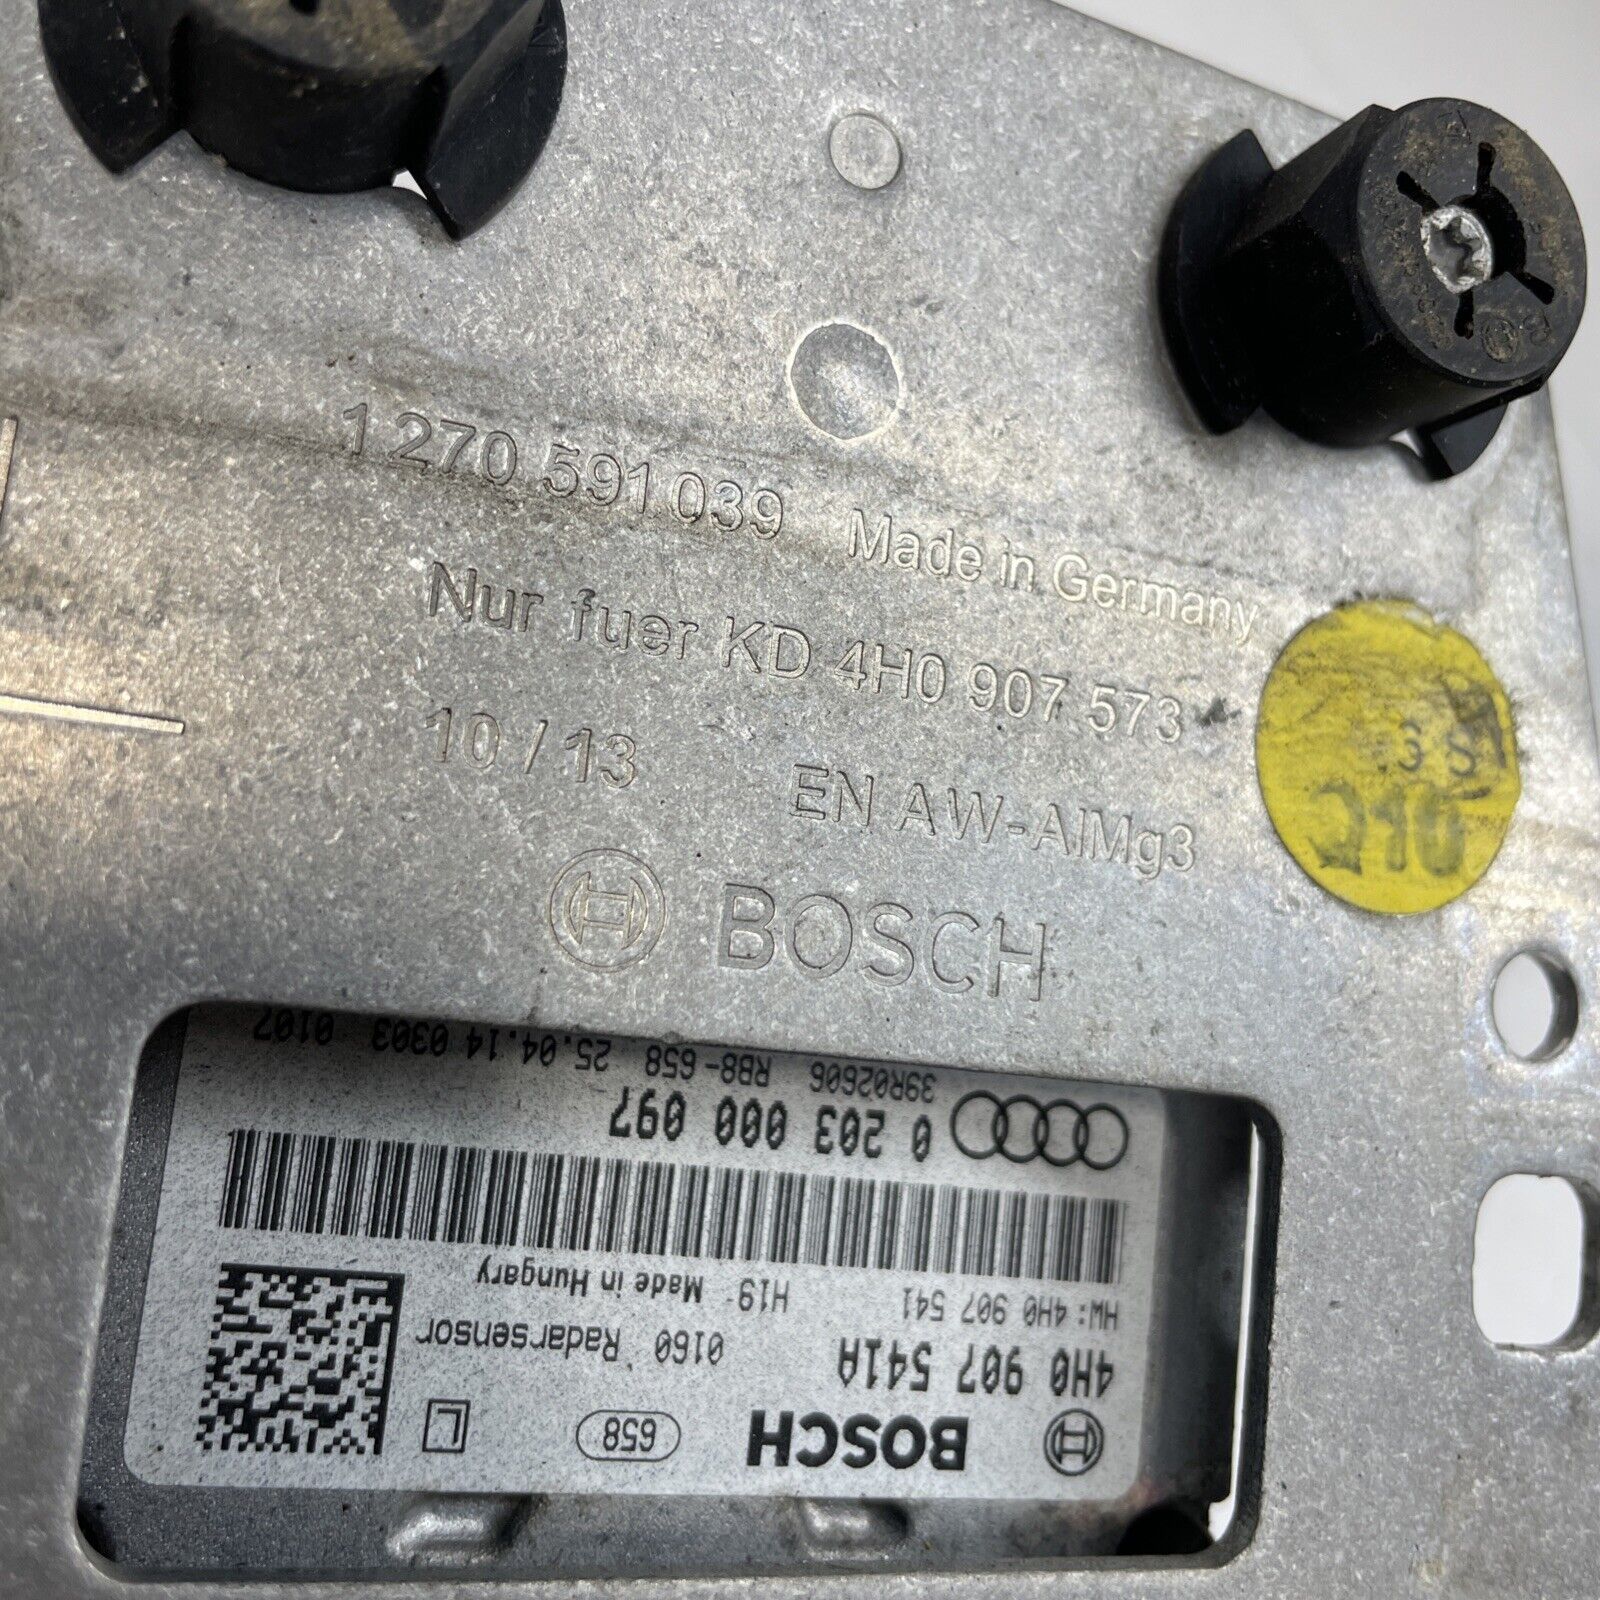 1 270 591 039 Made in Germany
Nur fuer KD 4H0 907 573
10 / 13 EN AW-AlMg3
BOSCH
BOSCH 658
4H0 907 541A 0160 Radarsensor
HW: 4H0 907 541 H19 Made in Hungary
0 203 000 097
39R02606 RB8-658 25.04.14 0303 0107